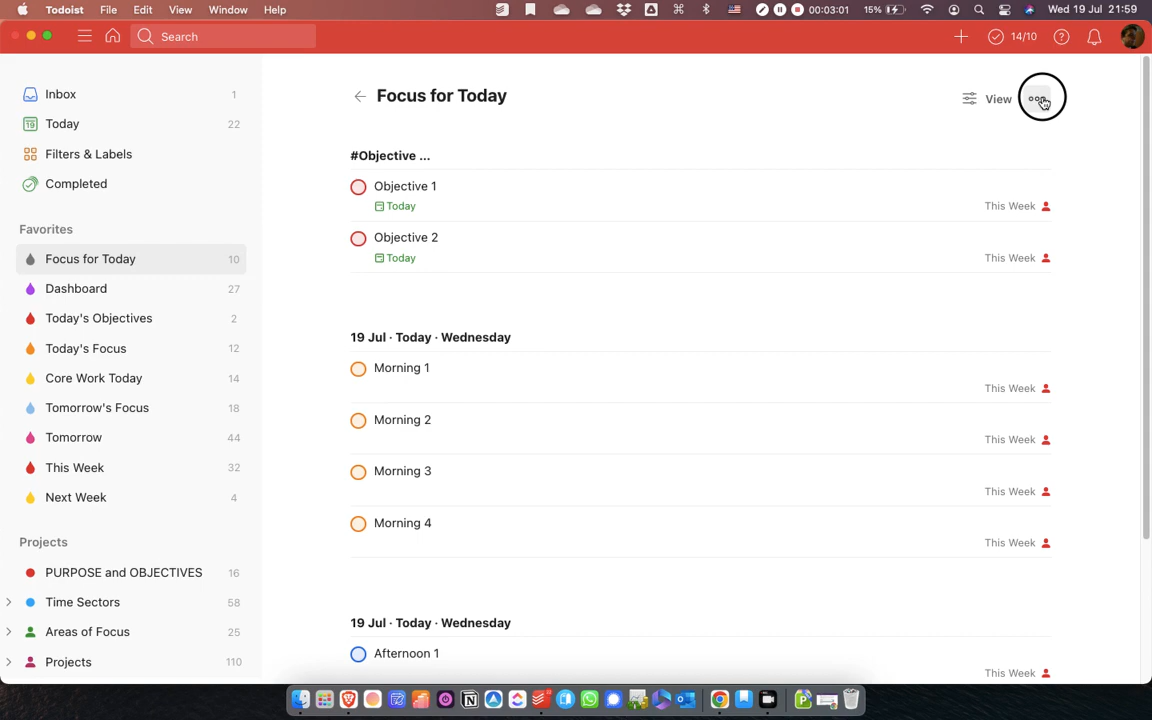 Todoist File Edit View Window Help 00:03:01 15% Wed 19 Jul 21:59
Search 14/10
Inbox 1
Today 22
Filters & Labels
Completed
Favorites
Focus for Today 10
Dashboard 27
Today's Objectives 2
Today's Focus 12
Core Work Today 14
Tomorrow's Focus 18
Tomorrow 44
This Week 32
Next Week 4
Projects
PURPOSE and OBJECTIVES 16
Time Sectors 58
Areas of Focus 25
Projects 110
Focus for Today View
#Objective ...
Objective 1
Today This Week
Objective 2
Today This Week
19 Jul · Today · Wednesday
Morning 1
This Week
Morning 2
This Week
Morning 3
This Week
Morning 4
This Week
19 Jul · Today · Wednesday
Afternoon 1
This Week